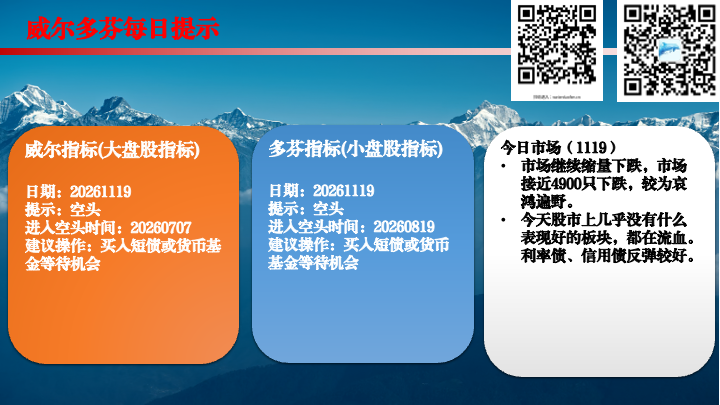 威尔多芬每日提示
威尔指标(大盘股指标)
日期：20261119
提示：空头
进入空头时间：20260707
建议操作：买入短债或货币基
金等待机会
多芬指标(小盘股指标)
日期：20261119
提示：空头
进入空头时间：20260819
建议操作：买入短债或货币
基金等待机会
今日市场（1119）
• 市场继续缩量下跌，市场
接近4900只下跌，较为哀
鸿遍野。
• 今天股市上几乎没有什么
表现好的板块，都在流血。
利率债、信用债反弹较好。